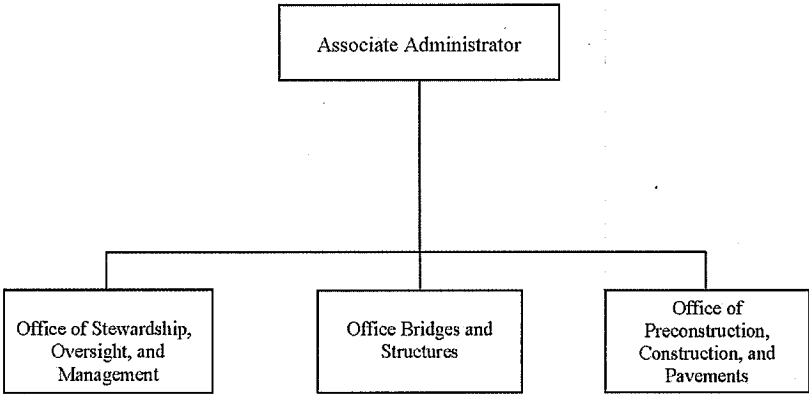 Associate Administrator
Office of Stewardship,
Oversight, and
Management
Office Bridges and
Structures
Office of
Preconstruction,
Construction, and
Pavements